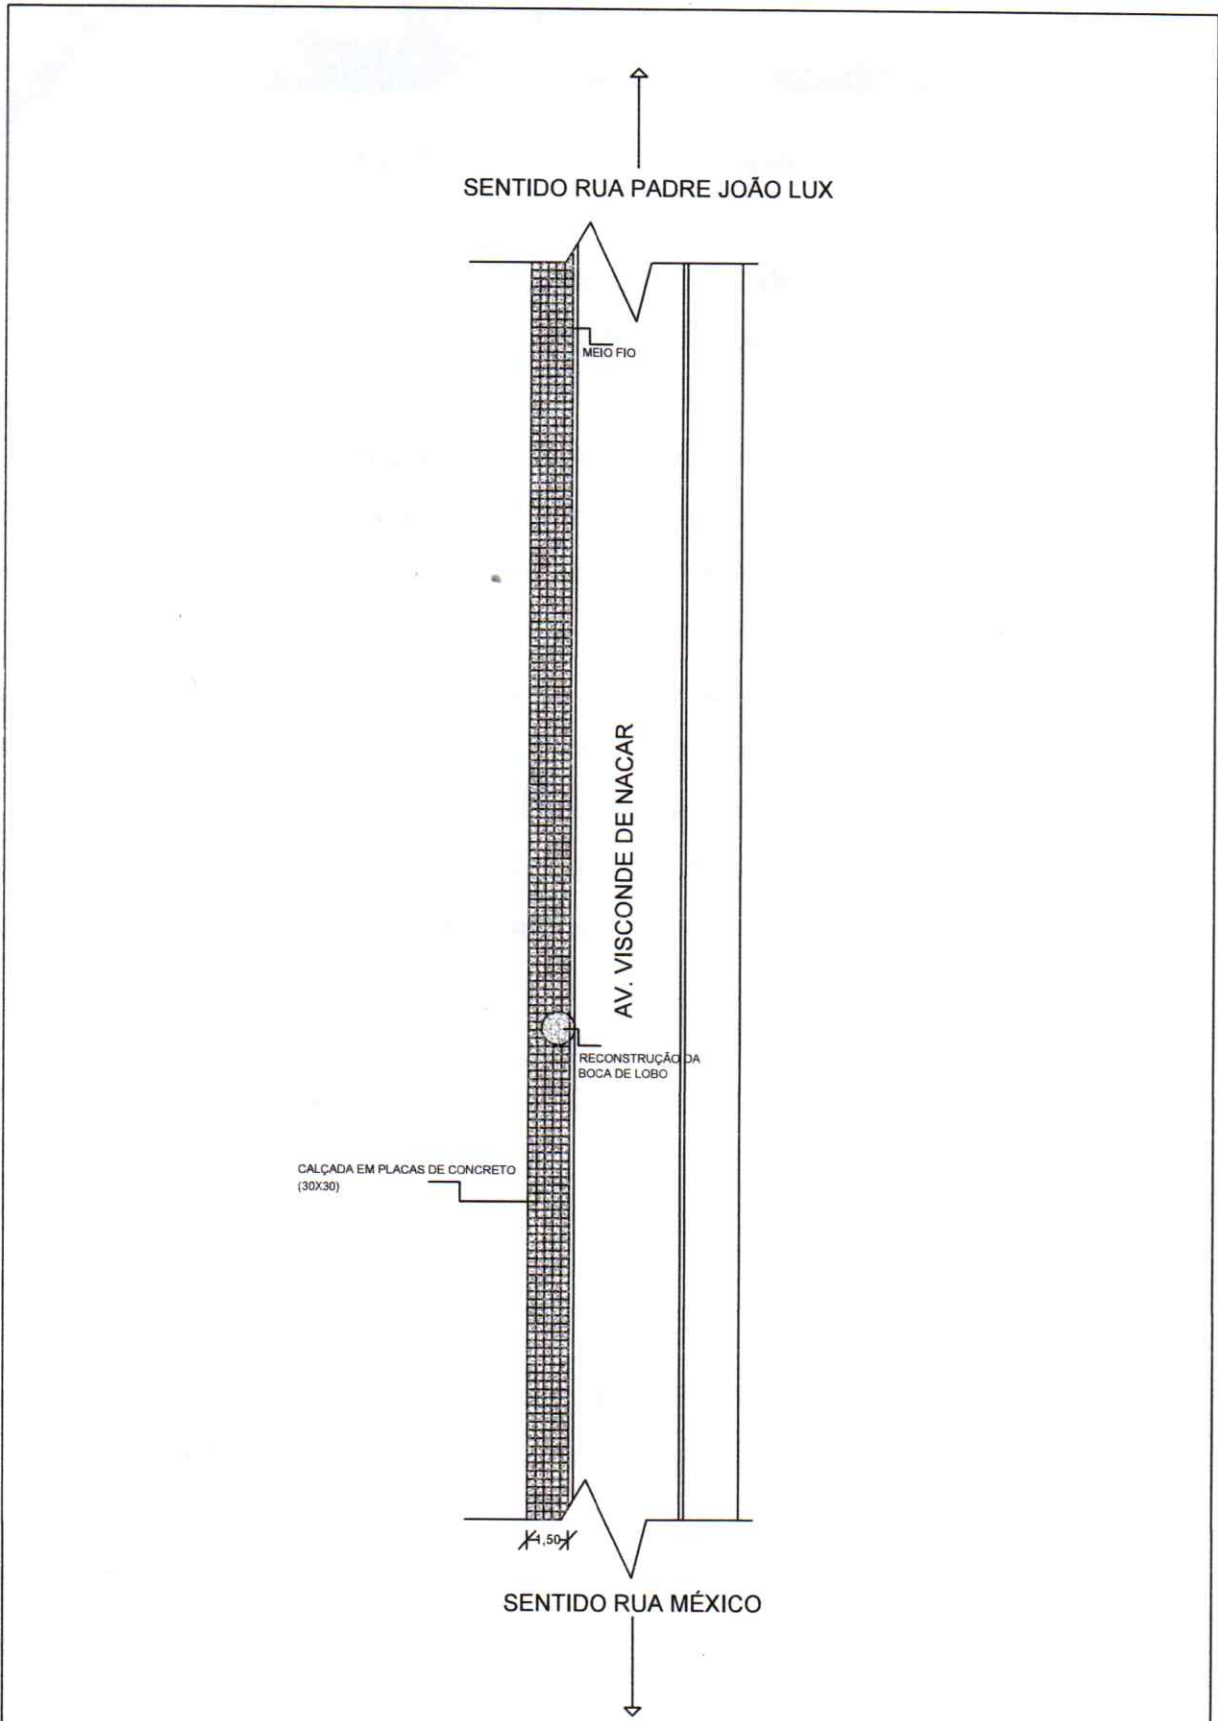 SENTIDO RUA PADRE JOÃO LUX
MEIO FIO
AV. VISCONDE DE NACAR
RECONSTRUÇÃO DA
BOCA DE LOBO
CALÇADA EM PLACAS DE CONCRETO
(30X30)
1,50
SENTIDO RUA MÉXICO